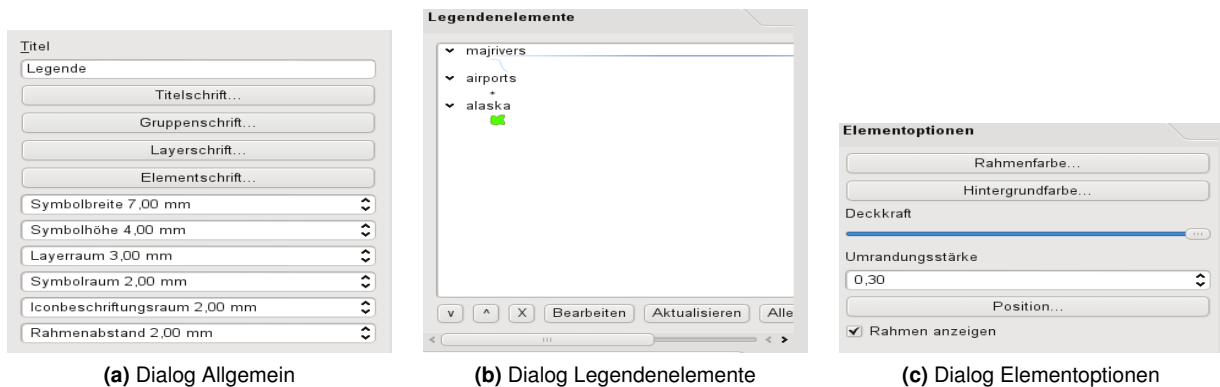 Titel
Legende
Titelschrift...
Gruppenschrift...
Layerschrift...
Elementschrift...
Symbolbreite 7,00 mm
Symbolhöhe 4,00 mm
Layerraum 3,00 mm
Symbolraum 2,00 mm
Iconbeschriftungsraum 2,00 mm
Rahmenabstand 2,00 mm
(a) Dialog Allgemein
Legendenelemente
majrivers
airports
alaska
v ^ X Bearbeiten Aktualisieren Alle
(b) Dialog Legendenelemente
Elementoptionen
Rahmenfarbe...
Hintergrundfarbe...
Deckkraft
Umrandungsstärke
0,30
Position...
Rahmen anzeigen
(c) Dialog Elementoptionen